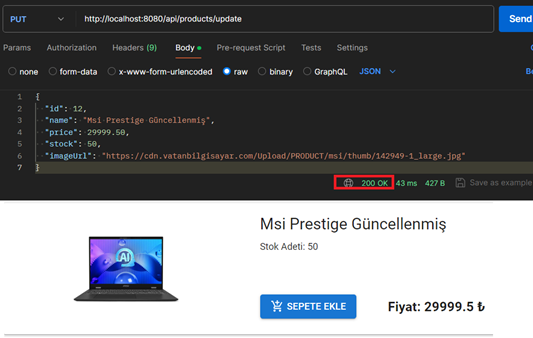 PUT http://localhost:8080/api/products/update Send
Params Authorization Headers (9) Body Pre-request Script Tests Settings
none form-data x-www-form-urlencoded raw binary GraphQL JSON
1 {
2 "id": 12,
3 "name": "Msi Prestige Güncellenmiş",
4 "price": 29999.50,
5 "stock": 50,
6 "imageUrl": "https://cdn.vatanbilgisayar.com/Upload/PRODUCT/msi/thumb/142949-1_large.jpg"
7 }
200 OK 43 ms 427 B Save as example
Msi Prestige Güncellenmiş
Stok Adeti: 50
AI
SEPETE EKLE Fiyat: 29999.5 ₺